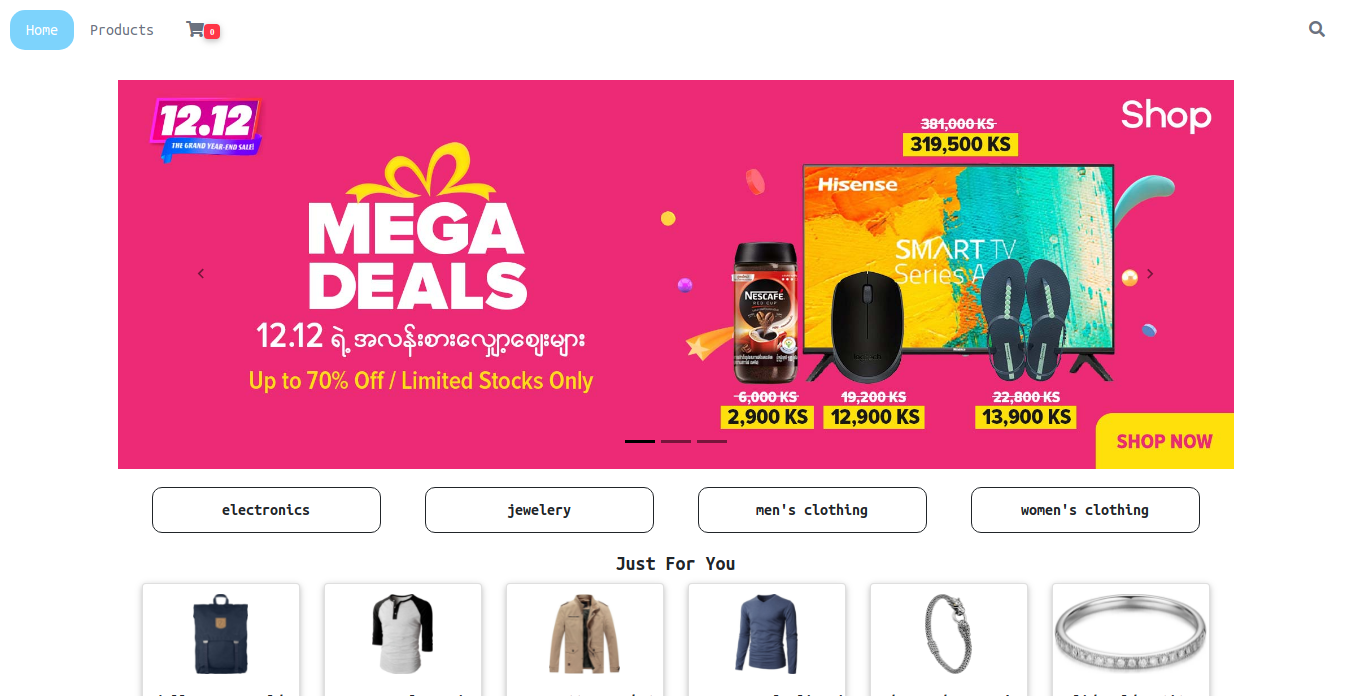 Home
Products
0
12.12
THE GRAND YEAR-END SALE!
Shop
381,000 KS
319,500 KS
Hisense
SMART TV
MEGA
DEALS
12.12 ရဲ့ အလန်းစားလျှော့ဈေးများ
Up to 70% Off / Limited Stocks Only
NESCAFÉ
RED CUP
6,000 KS
2,900 KS
19,200 KS
12,900 KS
22,800 KS
13,900 KS
SHOP NOW
electronics
jewelery
men's clothing
women's clothing
Just For You